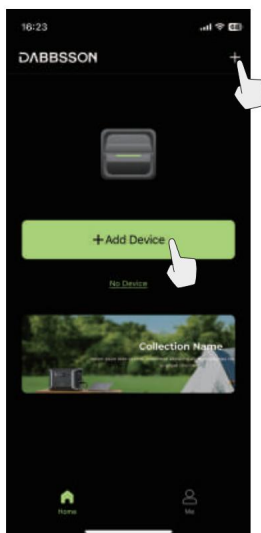 16:23
DABBSSON
+
+ Add Device
No Device
Collection Name
Home
Me